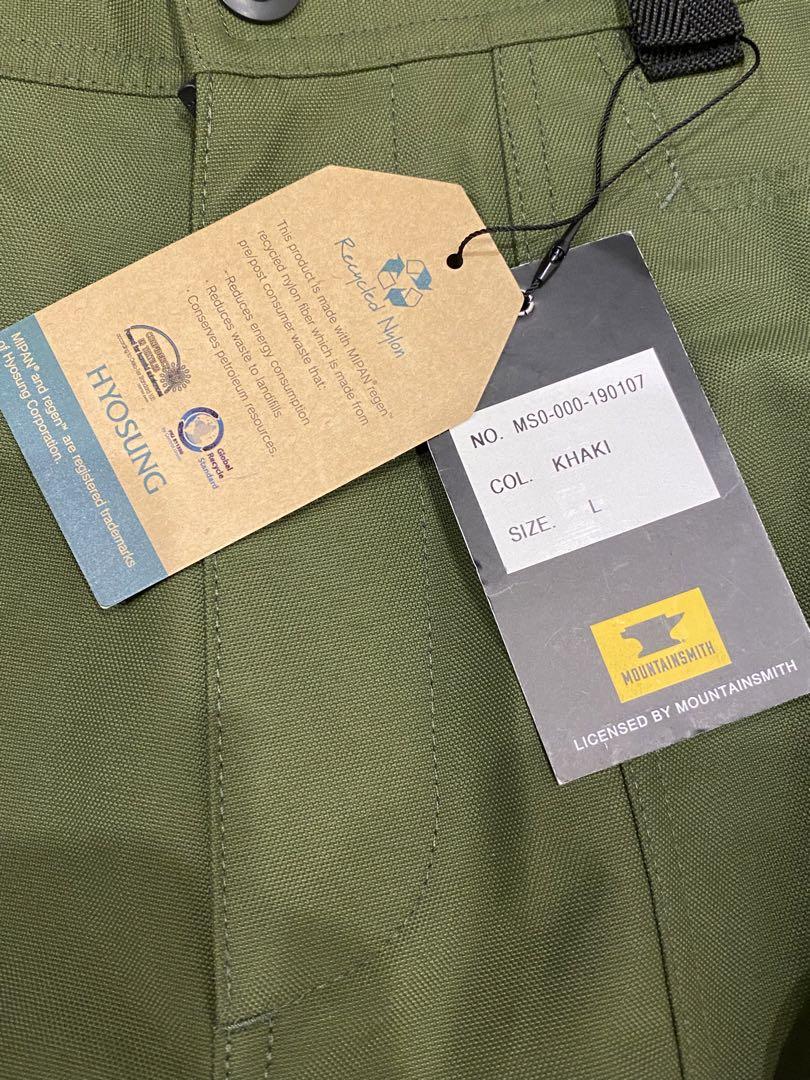 Recycled Nylon
This product is made with MIPAN® regen™
recycled nylon fiber which is made from
pre/post consumer waste that:
· Reduces energy consumption
· Reduces waste to landfills
· Conserves petroleum resources.
HYOSUNG
Global
Recycle
Standard
MIPAN® and regen™ are registered trademarks
of Hyosung Corporation.
NO. MS0-000-190107
COL. KHAKI
SIZE. L
MOUNTAINSMITH
LICENSED BY MOUNTAINSMITH